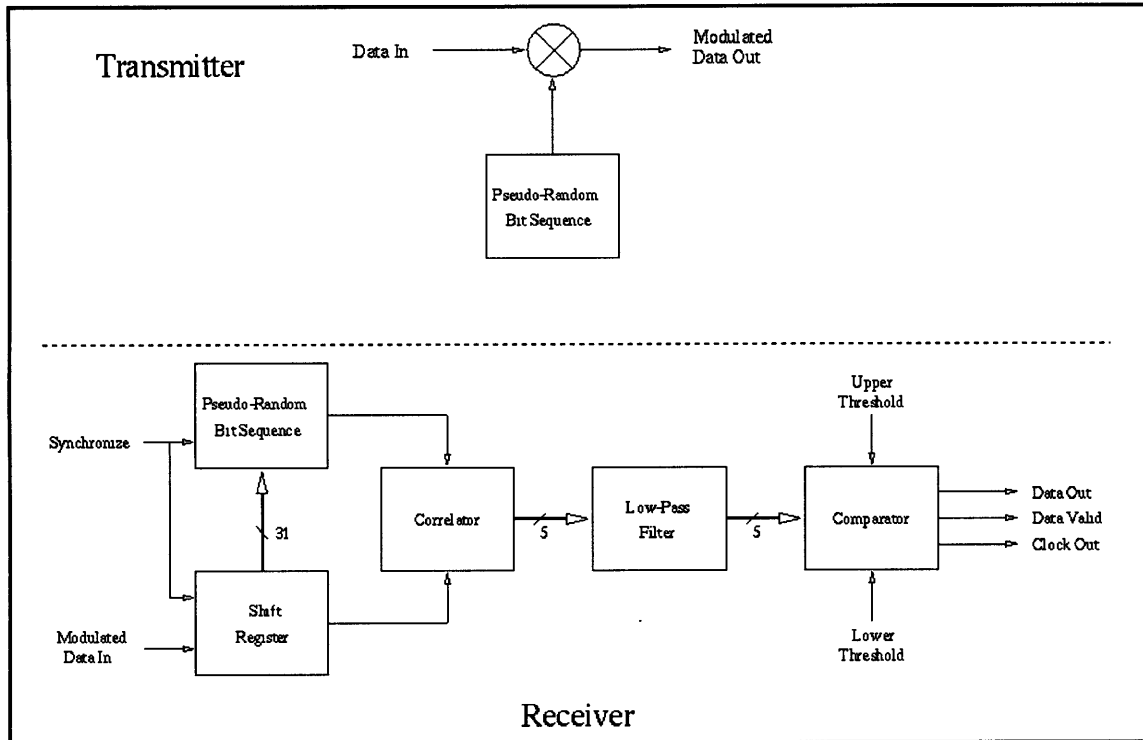 Transmitter
Data In
Modulated
Data Out
Pseudo-Random
Bit Sequence
Pseudo-Random
Bit Sequence
Upper
Threshold
Synchronize
31
Correlator
5
Low-Pass
Filter
5
Comparator
Data Out
Data Valid
Clock Out
Shift
Register
Modulated
Data In
Lower
Threshold
Receiver